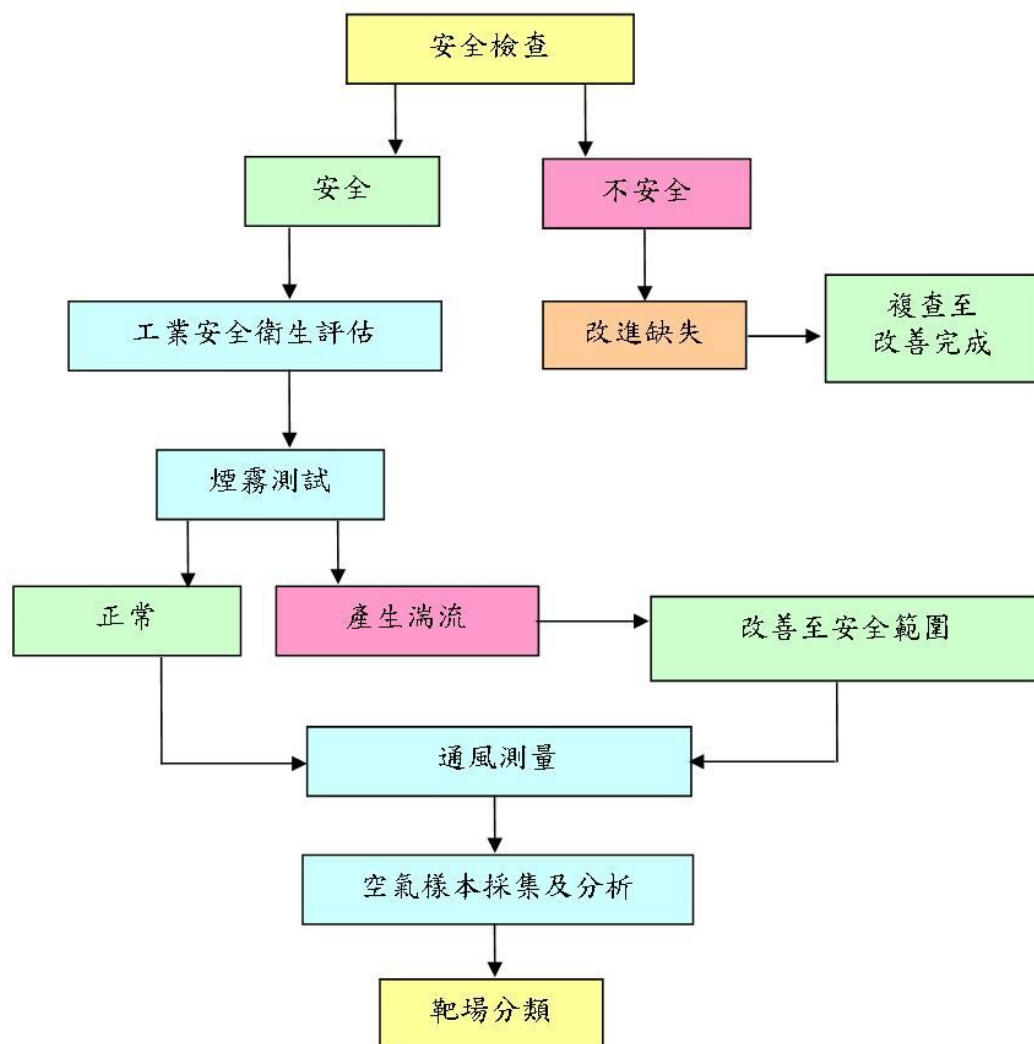 安全檢查
安全
不安全
工業安全衛生評估
改進缺失
複查至
改善完成
煙霧測試
正常
產生湍流
改善至安全範圍
通風測量
空氣樣本採集及分析
靶場分類